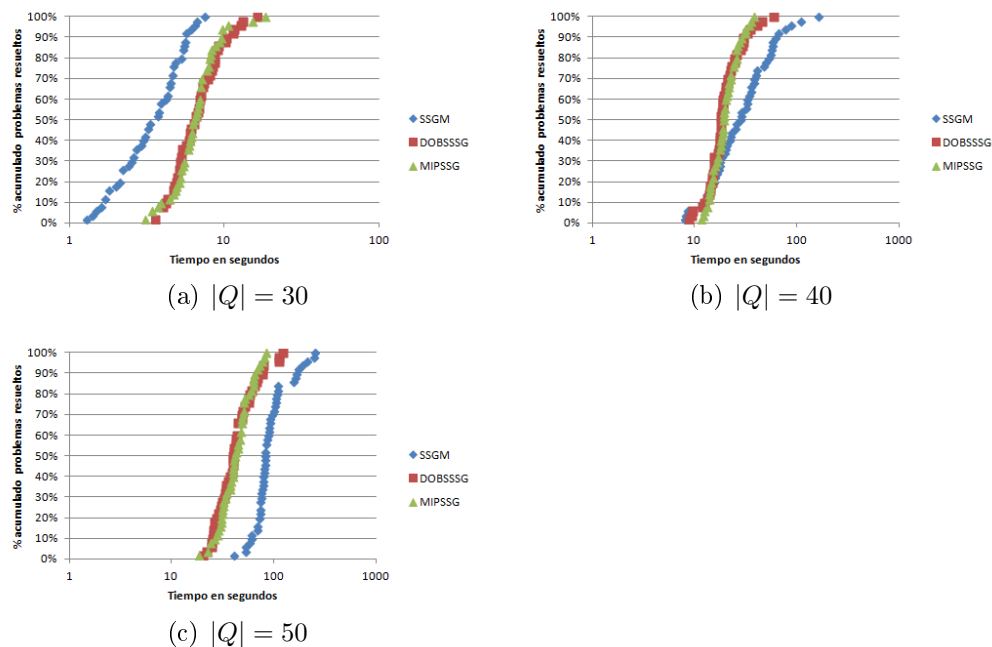 % acumulado problemas resueltos
100%
90%
80%
70%
60%
50%
40%
30%
20%
10%
0%
1
10
100
Tiempo en segundos
SSGM
DOBSSSG
MIPSSG
(a) |Q| = 30
% acumulado problemas resueltos
100%
90%
80%
70%
60%
50%
40%
30%
20%
10%
0%
1
10
100
1000
Tiempo en segundos
SSGM
DOBSSSG
MIPSSG
(b) |Q| = 40
% acumulado problemas resueltos
100%
90%
80%
70%
60%
50%
40%
30%
20%
10%
0%
1
10
100
1000
Tiempo en segundos
SSGM
DOBSSSG
MIPSSG
(c) |Q| = 50